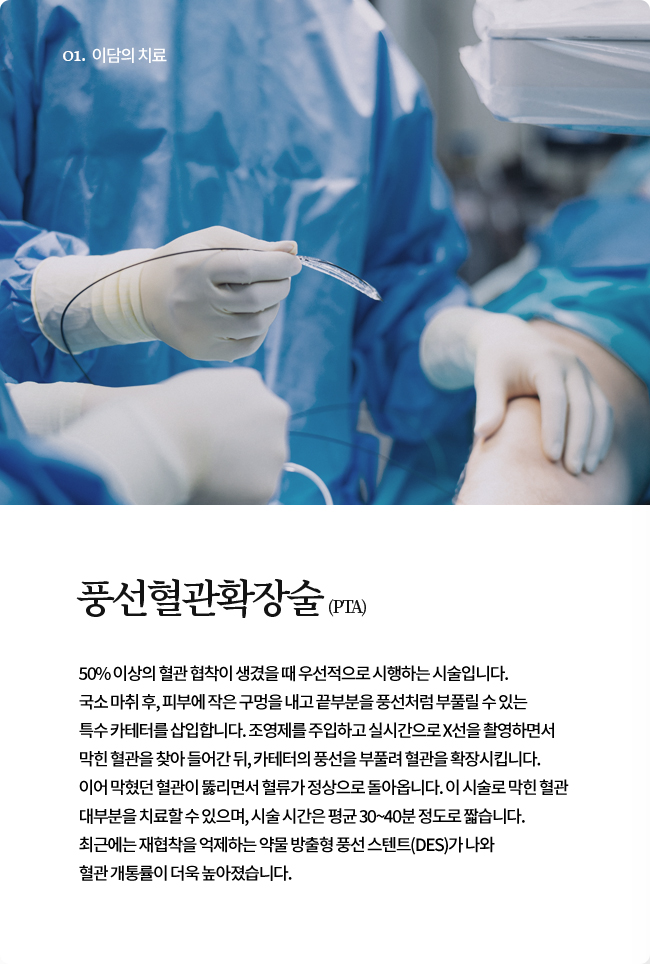 01. 이담의 치료
풍선혈관확장술 (PTA)
50% 이상의 혈관 협착이 생겼을 때 우선적으로 시행하는 시술입니다.
국소 마취 후, 피부에 작은 구멍을 내고 끝부분을 풍선처럼 부풀릴 수 있는
특수 카테터를 삽입합니다. 조영제를 주입하고 실시간으로 X선을 촬영하면서
막힌 혈관을 찾아 들어간 뒤, 카테터의 풍선을 부풀려 혈관을 확장시킵니다.
이어 막혔던 혈관이 뚫리면서 혈류가 정상으로 돌아옵니다. 이 시술로 막힌 혈관
대부분을 치료할 수 있으며, 시술 시간은 평균 30~40분 정도로 짧습니다.
최근에는 재협착을 억제하는 약물 방출형 풍선 스텐트(DES)가 나와
혈관 개통률이 더욱 높아졌습니다.